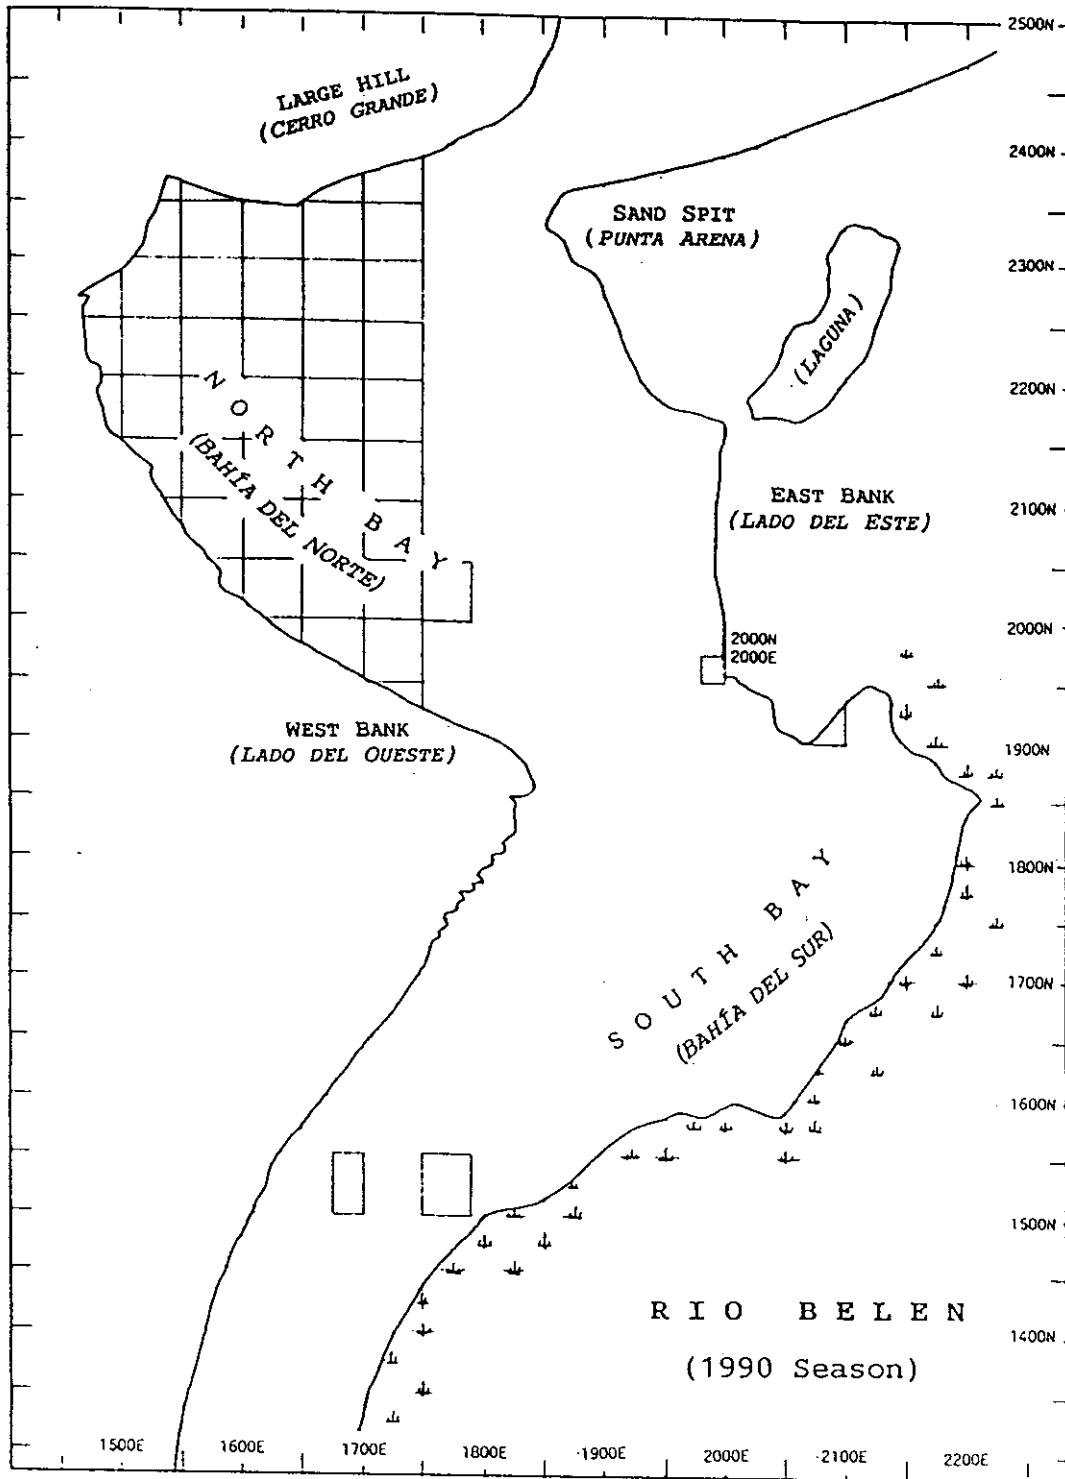 2500N
LARGE HILL
(CERRO GRANDE)
2400N
SAND SPIT
(PUNTA ARENA)
2300N
(LAGUNA)
2200N
NORTH BAY
(BAHÍA DEL NORTE)
EAST BANK
(LADO DEL ESTE)
2100N
2000N
2000N
2000E
WEST BANK
(LADO DEL OUESTE)
1900N
1800N
SOUTH BAY
(BAHÍA DEL SUR)
1700N
1600N
1500N
RIO BELEN
(1990 Season)
1400N
1500E 1600E 1700E 1800E 1900E 2000E 2100E 2200E